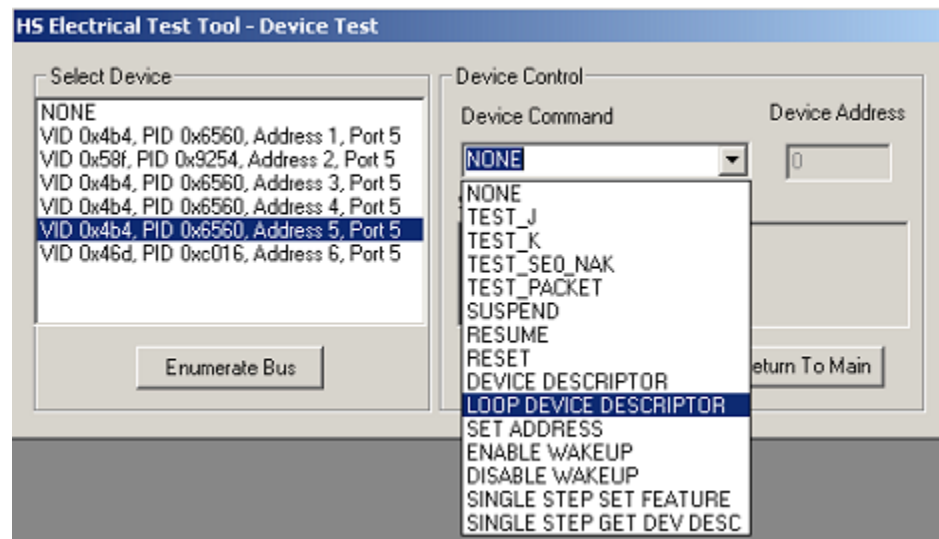 HS Electrical Test Tool - Device Test
Select Device
NONE
VID 0x4b4, PID 0x6560, Address 1, Port 5
VID 0x58f, PID 0x9254, Address 2, Port 5
VID 0x4b4, PID 0x6560, Address 3, Port 5
VID 0x4b4, PID 0x6560, Address 4, Port 5
VID 0x4b4, PID 0x6560, Address 5, Port 5
VID 0x46d, PID 0xc016, Address 6, Port 5
Enumerate Bus
Device Control
Device Command
Device Address
NONE
0
NONE
TEST_J
TEST_K
TEST_SE0_NAK
TEST_PACKET
SUSPEND
RESUME
RESET
DEVICE DESCRIPTOR
LOOP DEVICE DESCRIPTOR
SET ADDRESS
ENABLE WAKEUP
DISABLE WAKEUP
SINGLE STEP SET FEATURE
SINGLE STEP GET DEV DESC
eturn To Main